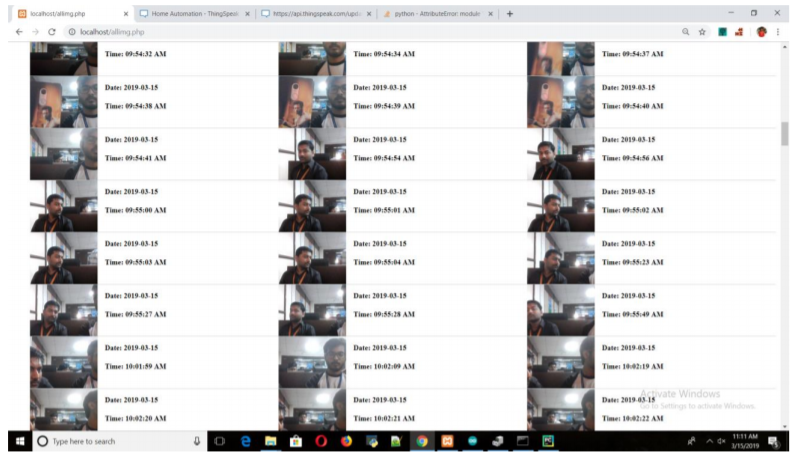 localhost/allimg.php
Home Automation - ThingSpeak
https://api.thingspeak.com/upda
python - AttributeError: module
localhost/allimg.php
Time: 09:54:32 AM
Time: 09:54:34 AM
Time: 09:54:37 AM
Date: 2019-03-15
Date: 2019-03-15
Date: 2019-03-15
Time: 09:54:38 AM
Time: 09:54:39 AM
Time: 09:54:40 AM
Date: 2019-03-15
Date: 2019-03-15
Date: 2019-03-15
Time: 09:54:41 AM
Time: 09:54:54 AM
Time: 09:54:56 AM
Date: 2019-03-15
Date: 2019-03-15
Date: 2019-03-15
Time: 09:55:00 AM
Time: 09:55:01 AM
Time: 09:55:02 AM
Date: 2019-03-15
Date: 2019-03-15
Date: 2019-03-15
Time: 09:55:03 AM
Time: 09:55:04 AM
Time: 09:55:23 AM
Date: 2019-03-15
Date: 2019-03-15
Date: 2019-03-15
Time: 09:55:27 AM
Time: 09:55:28 AM
Time: 09:55:49 AM
Date: 2019-03-15
Date: 2019-03-15
Date: 2019-03-15
Time: 10:01:59 AM
Time: 10:02:09 AM
Time: 10:02:19 AM
Date: 2019-03-15
Date: 2019-03-15
Date: 2019-03-15
Time: 10:02:20 AM
Time: 10:02:21 AM
Time: 10:02:22 AM
Activate Windows
Go to Settings to activate Windows.
Type here to search
11:11 AM
3/15/2019